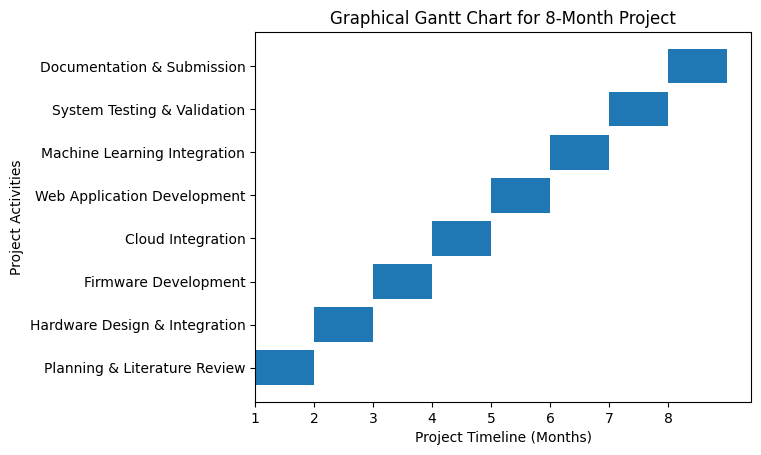 Graphical Gantt Chart for 8-Month Project
Project Activities
Documentation & Submission
System Testing & Validation
Machine Learning Integration
Web Application Development
Cloud Integration
Firmware Development
Hardware Design & Integration
Planning & Literature Review
1 2 3 4 5 6 7 8
Project Timeline (Months)